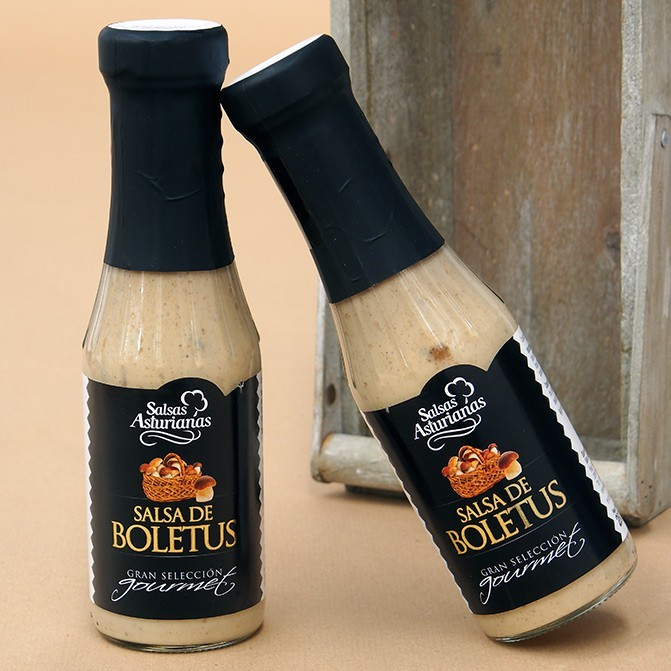 Salsas
Asturianas
SALSA DE
BOLETUS
GRAN SELECCIÓN
gourmet
Salsas
Asturianas
SALSA DE
BOLETUS
GRAN SELECCIÓN
gourmet